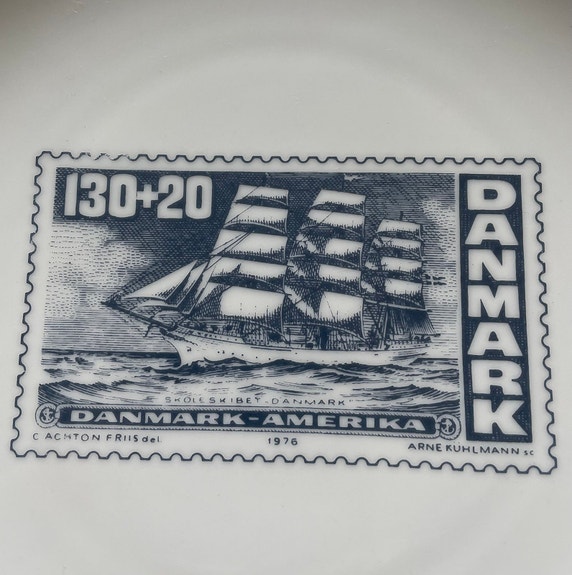 130+20
DANMARK
SKOLESKIBET "DANMARK"
DANMARK-AMERIKA
C ACHTON FRIIS del. 1976 ARNE KÜHLMANN sc